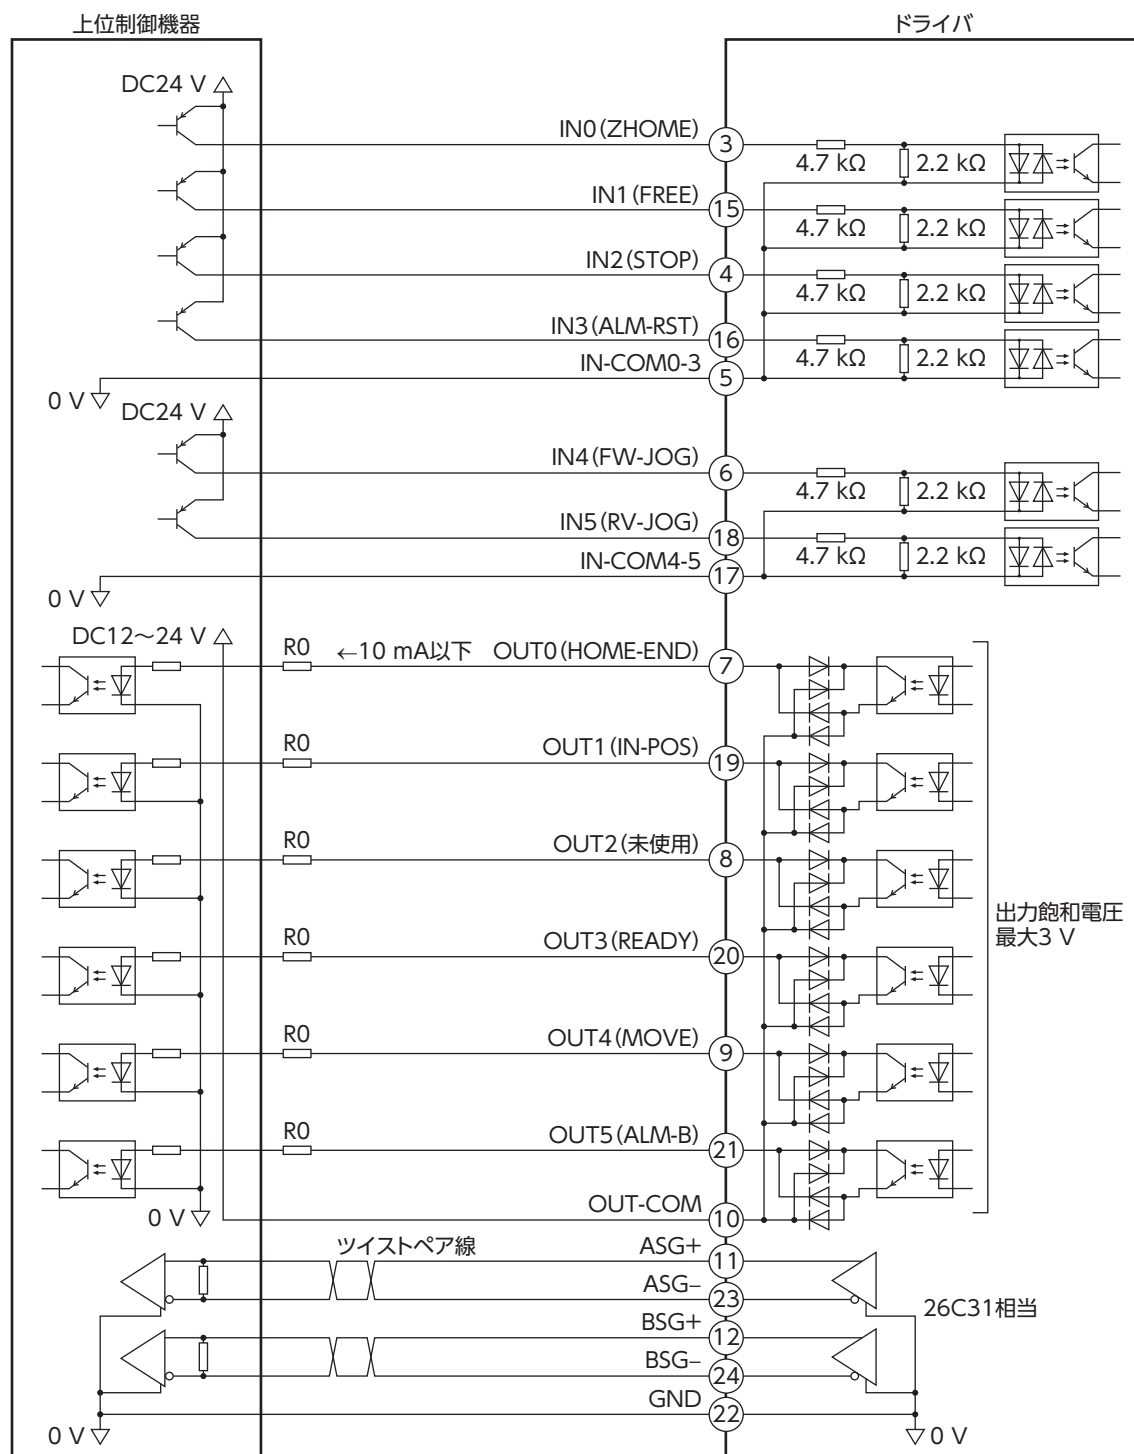 上位制御機器
ドライバ
DC24 V
IN0(ZHOME)
3
4.7 kΩ
2.2 kΩ
IN1(FREE)
15
4.7 kΩ
2.2 kΩ
IN2(STOP)
4
4.7 kΩ
2.2 kΩ
IN3(ALM-RST)
16
4.7 kΩ
2.2 kΩ
IN-COM0-3
5
0 V
DC24 V
IN4(FW-JOG)
6
4.7 kΩ
2.2 kΩ
IN5(RV-JOG)
18
4.7 kΩ
2.2 kΩ
IN-COM4-5
17
0 V
DC12～24 V
R0
←10 mA以下
OUT0(HOME-END)
7
R0
OUT1(IN-POS)
19
R0
OUT2(未使用)
8
出力飽和電圧
最大3 V
R0
OUT3(READY)
20
R0
OUT4(MOVE)
9
R0
OUT5(ALM-B)
21
0 V
OUT-COM
10
ツイストペア線
ASG+
11
ASG−
23
26C31相当
BSG+
12
BSG−
24
GND
22
0 V
0 V